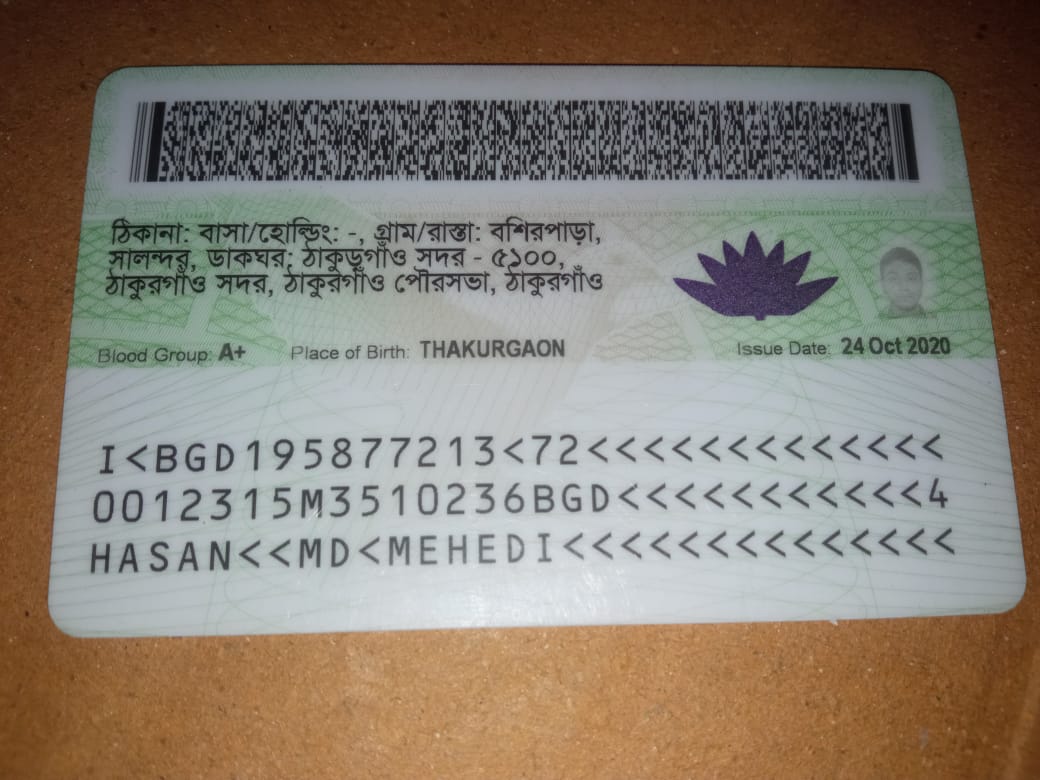 ঠিকানা: বাসা/হোল্ডিং: -, গ্রাম/রাস্তা: বশিরপাড়া,
সালন্দর, ডাকঘর: ঠাকুড়গাঁও সদর - ৫১০০,
ঠাকুরগাঁও সদর, ঠাকুরগাঁও পৌরসভা, ঠাকুরগাঁও
Blood Group: A+ Place of Birth: THAKURGAON Issue Date: 24 Oct 2020
I<BGD195877213<72<<<<<<<<<<<<<<
0012315M3510236BGD<<<<<<<<<<<4
HASAN<<MD<MEHEDI<<<<<<<<<<<<<<